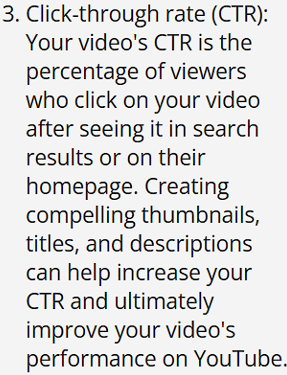 3. Click-through rate (CTR):
Your video's CTR is the
percentage of viewers
who click on your video
after seeing it in search
results or on their
homepage. Creating
compelling thumbnails,
titles, and descriptions
can help increase your
CTR and ultimately
improve your video's
performance on YouTube.